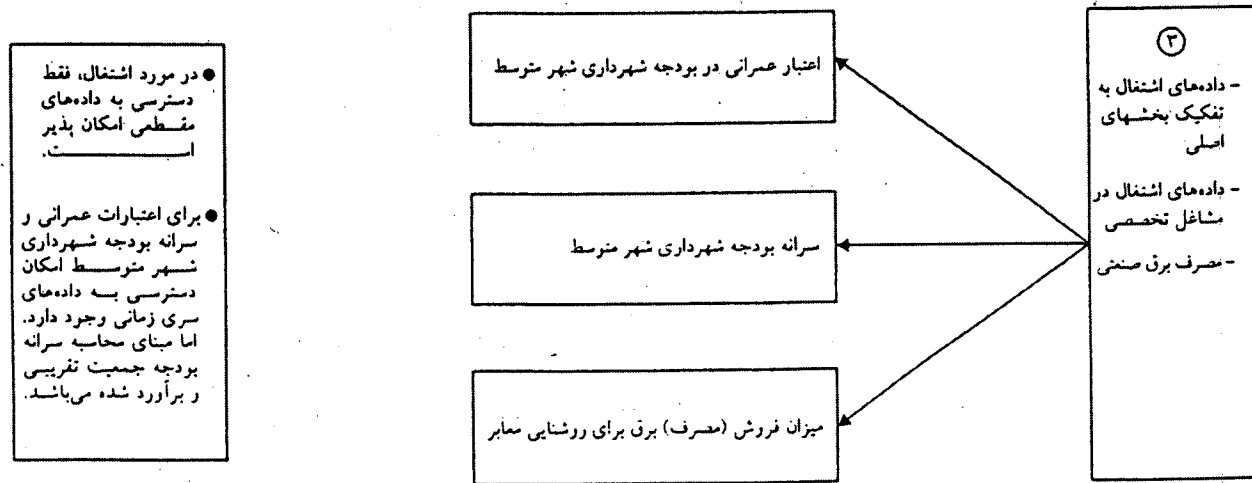 ③
- داده‌های اشتغال به
تفکیک بخشهای
اصلی
- داده‌های اشتغال در
مشاغل تخصصی
- مصرف برق صنعتی
اعتبار عمرانی در بودجه شهرداری شهر متوسط
سرانه بودجه شهرداری شهر متوسط
میزان فروش (مصرف) برق برای روشنایی معابر
● در مورد اشتغال، فقط
دسترسی به داده‌های
مقطعی امکان پذیر
است.
● برای اعتبارات عمرانی و
سرانه بودجه شهرداری
شهر متوسط امکان
دسترسی به داده‌های
سری زمانی وجود دارد.
اما مبنای محاسبه سرانه
بودجه جمعیت تقریبی
و برآورد شده می‌باشد.